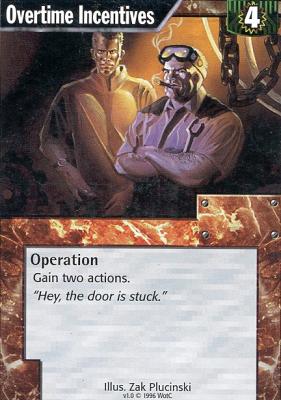 Overtime Incentives
4
Operation
Gain two actions.
"Hey, the door is stuck."
Illus. Zak Plucinski
v1.0 © 1996 WotC